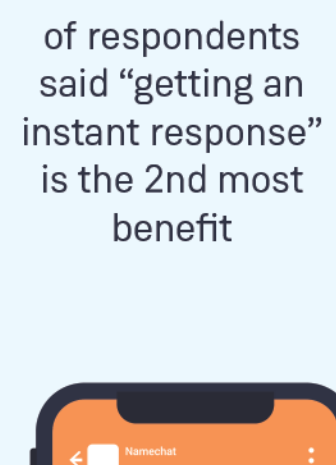 of respondents
said “getting an
instant response”
is the 2nd most
benefit
Namechat